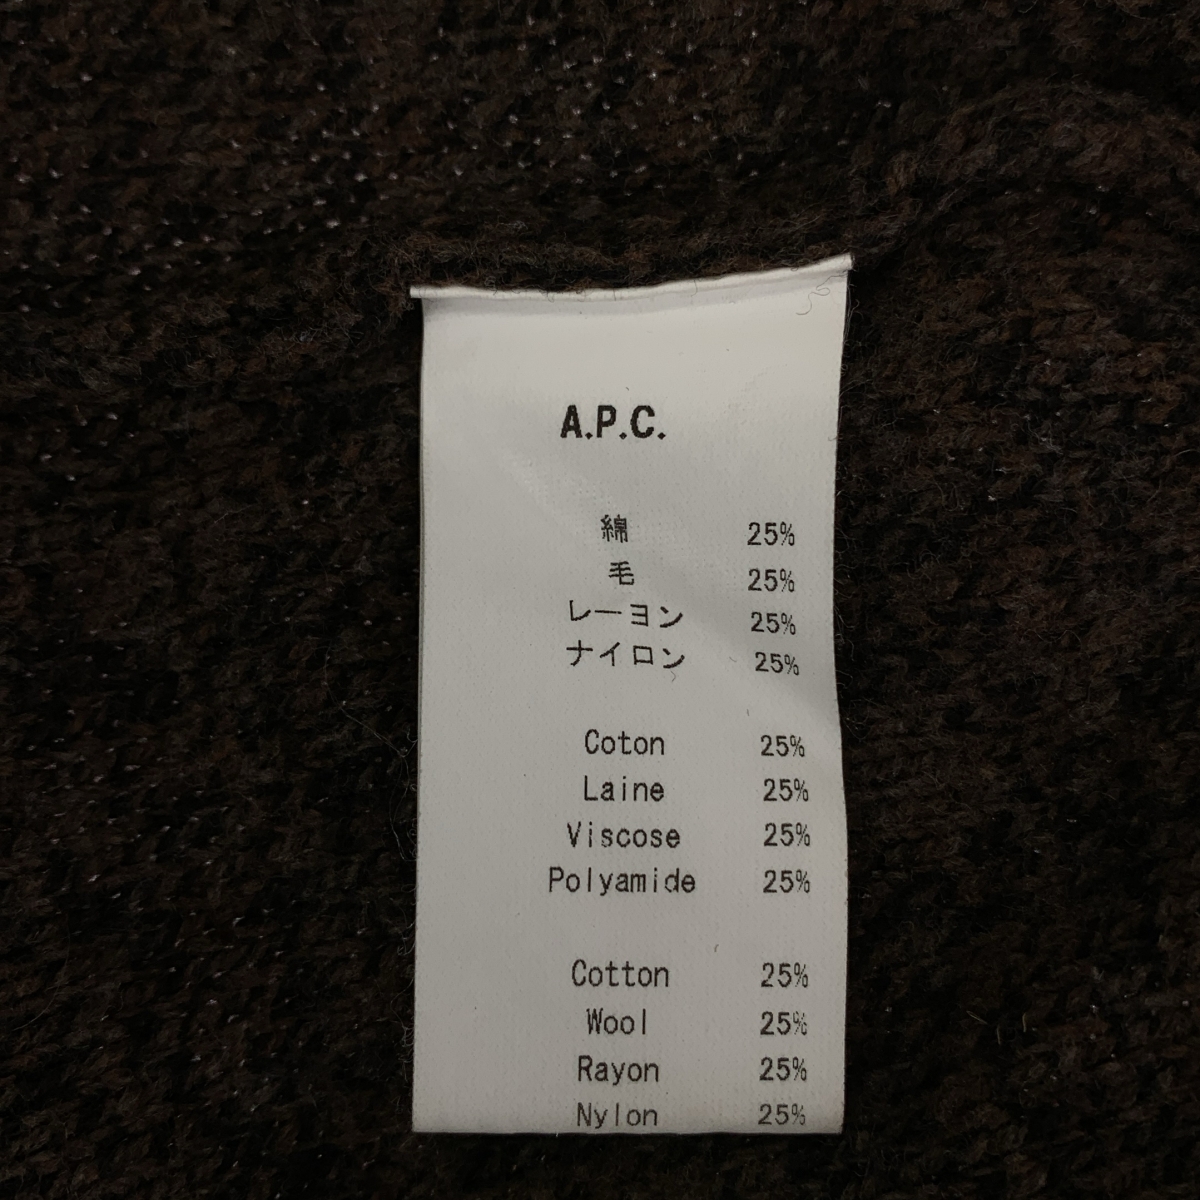 A.P.C.
綿 25%
毛 25%
レーヨン 25%
ナイロン 25%
Coton 25%
Laine 25%
Viscose 25%
Polyamide 25%
Cotton 25%
Wool 25%
Rayon 25%
Nylon 25%